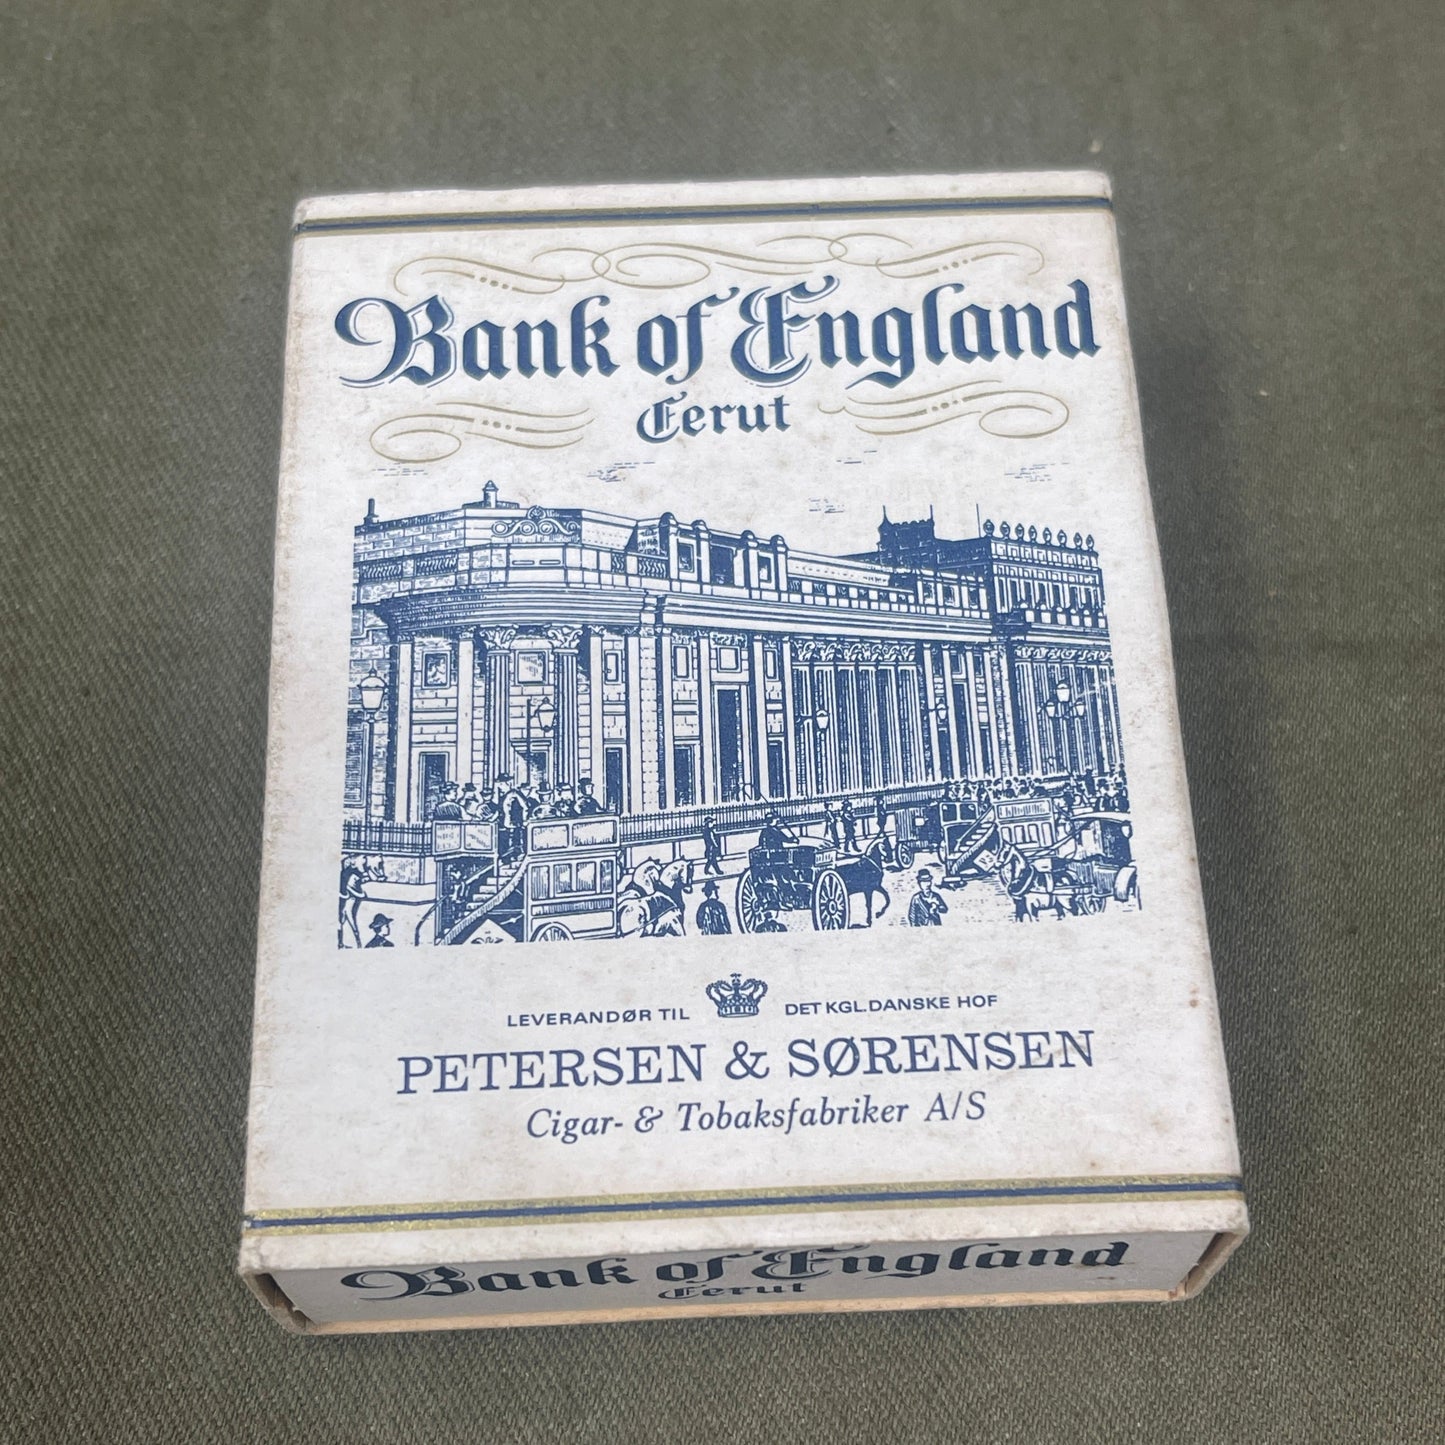 Bank of England
Cerut
LEVERANDØR TIL DET KGL.DANSKE HOF
PETERSEN & SØRENSEN
Cigar- & Tobaksfabriker A/S
Bank of England
Cerut